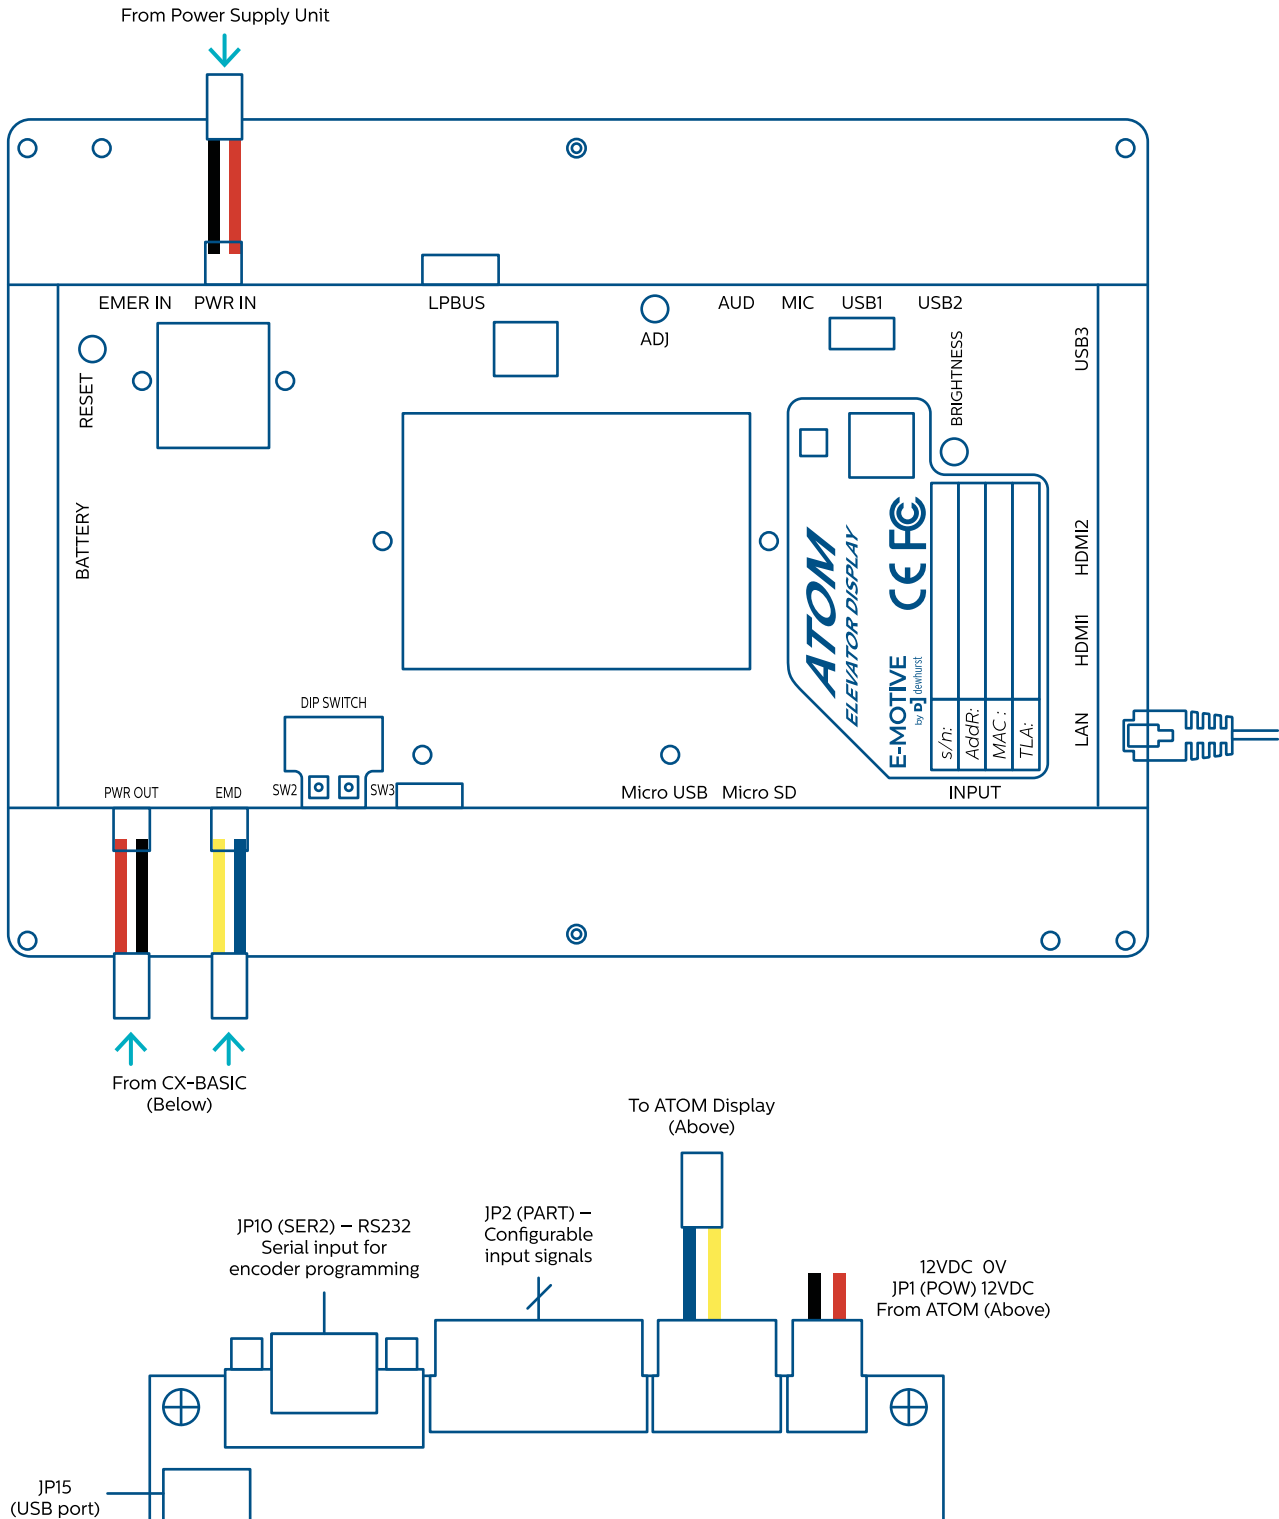 From Power Supply Unit
EMER IN
PWR IN
LPBUS
ADJ
AUD
MIC
USB1
USB2
USB3
RESET
BRIGHTNESS
BATTERY
HDMI2
HDMI1
LAN
ATOM
ELEVATOR DISPLAY
CE FC
E-MOTIVE
by D] dewhurst
s/n:
AddR:
MAC :
TLA:
DIP SWITCH
SW2
SW3
PWR OUT
EMD
Micro USB
Micro SD
INPUT
From CX-BASIC
(Below)
To ATOM Display
(Above)
JP10 (SER2) – RS232
Serial input for
encoder programming
JP2 (PART) –
Configurable
input signals
12VDC 0V
JP1 (POW) 12VDC
From ATOM (Above)
JP15
(USB port)